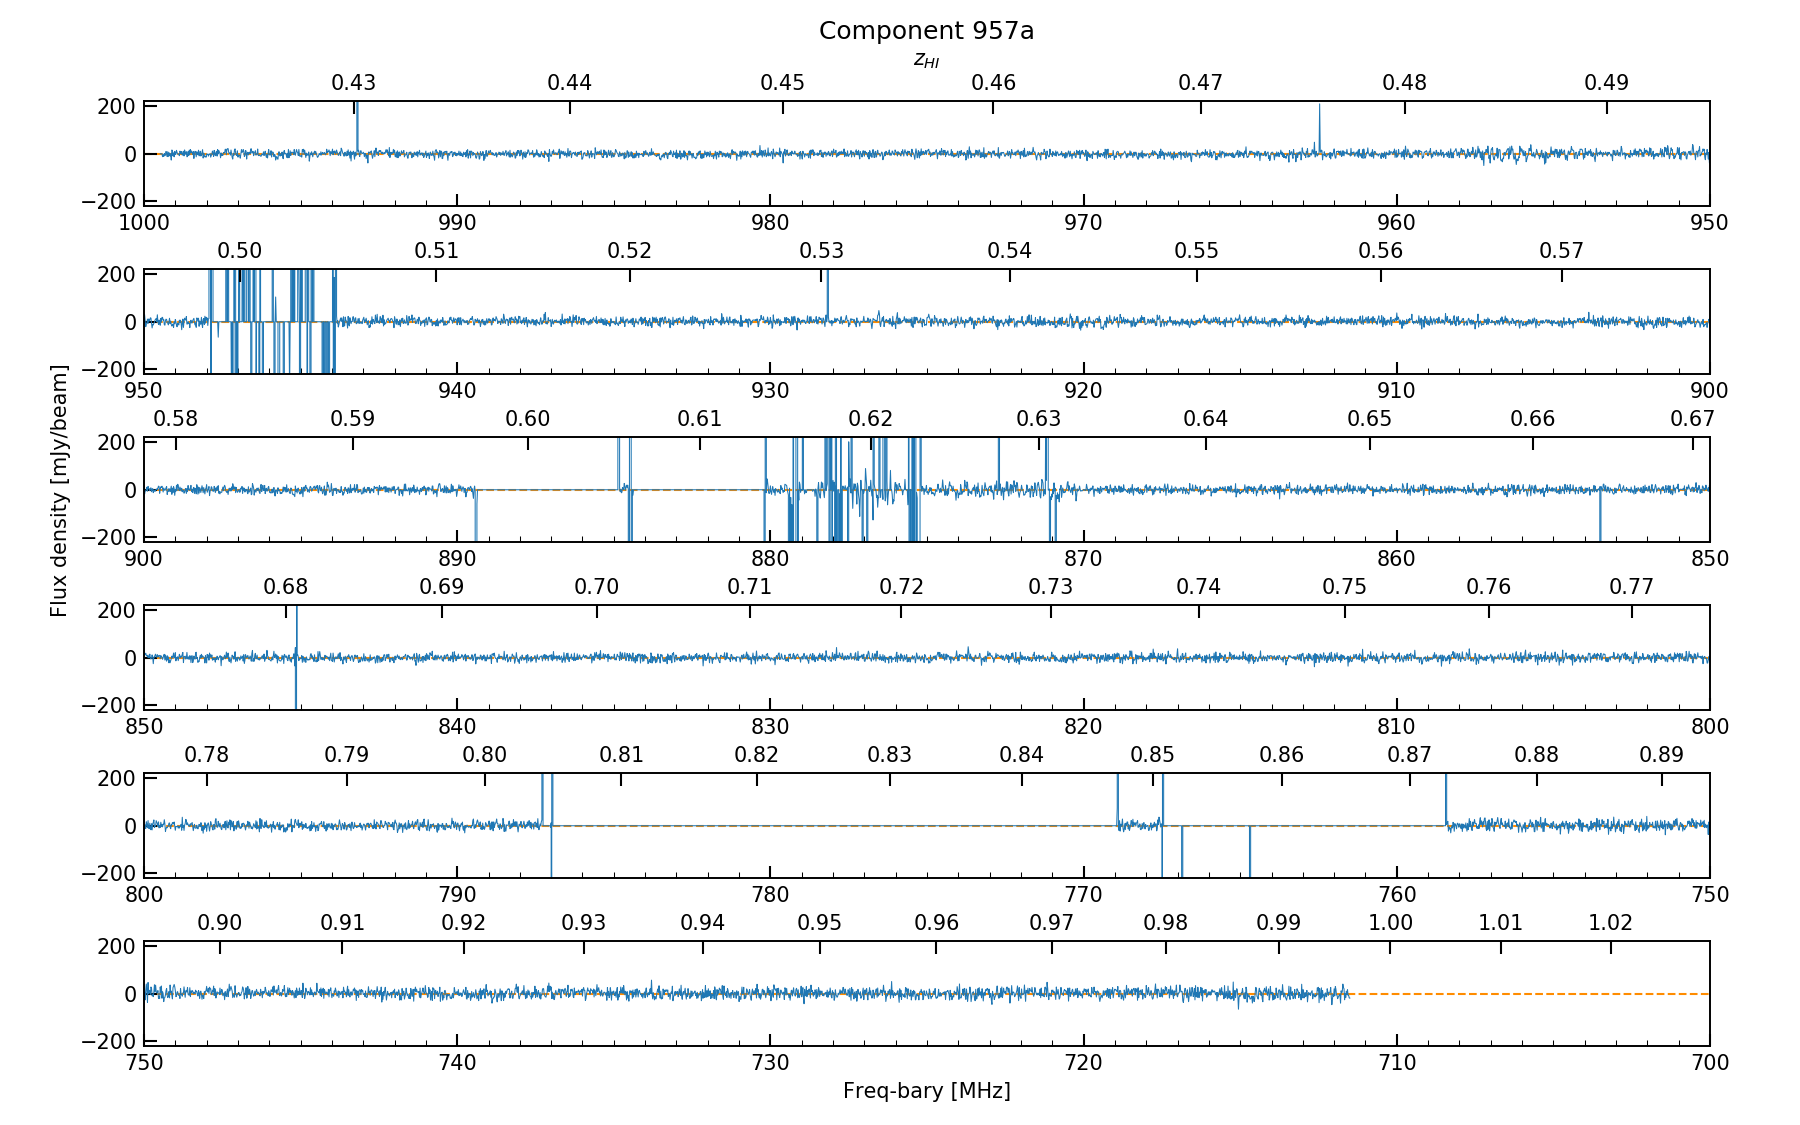 Component 957a
z_HI
0.43 0.44 0.45 0.46 0.47 0.48 0.49
200
0
−200
1000 990 980 970 960 950
0.50 0.51 0.52 0.53 0.54 0.55 0.56 0.57
200
0
−200
950 940 930 920 910 900
0.58 0.59 0.60 0.61 0.62 0.63 0.64 0.65 0.66 0.67
200
0
−200
900 890 880 870 860 850
Flux density [mJy/beam]
0.68 0.69 0.70 0.71 0.72 0.73 0.74 0.75 0.76 0.77
200
0
−200
850 840 830 820 810 800
0.78 0.79 0.80 0.81 0.82 0.83 0.84 0.85 0.86 0.87 0.88 0.89
200
0
−200
800 790 780 770 760 750
0.90 0.91 0.92 0.93 0.94 0.95 0.96 0.97 0.98 0.99 1.00 1.01 1.02
200
0
−200
750 740 730 720 710 700
Freq-bary [MHz]